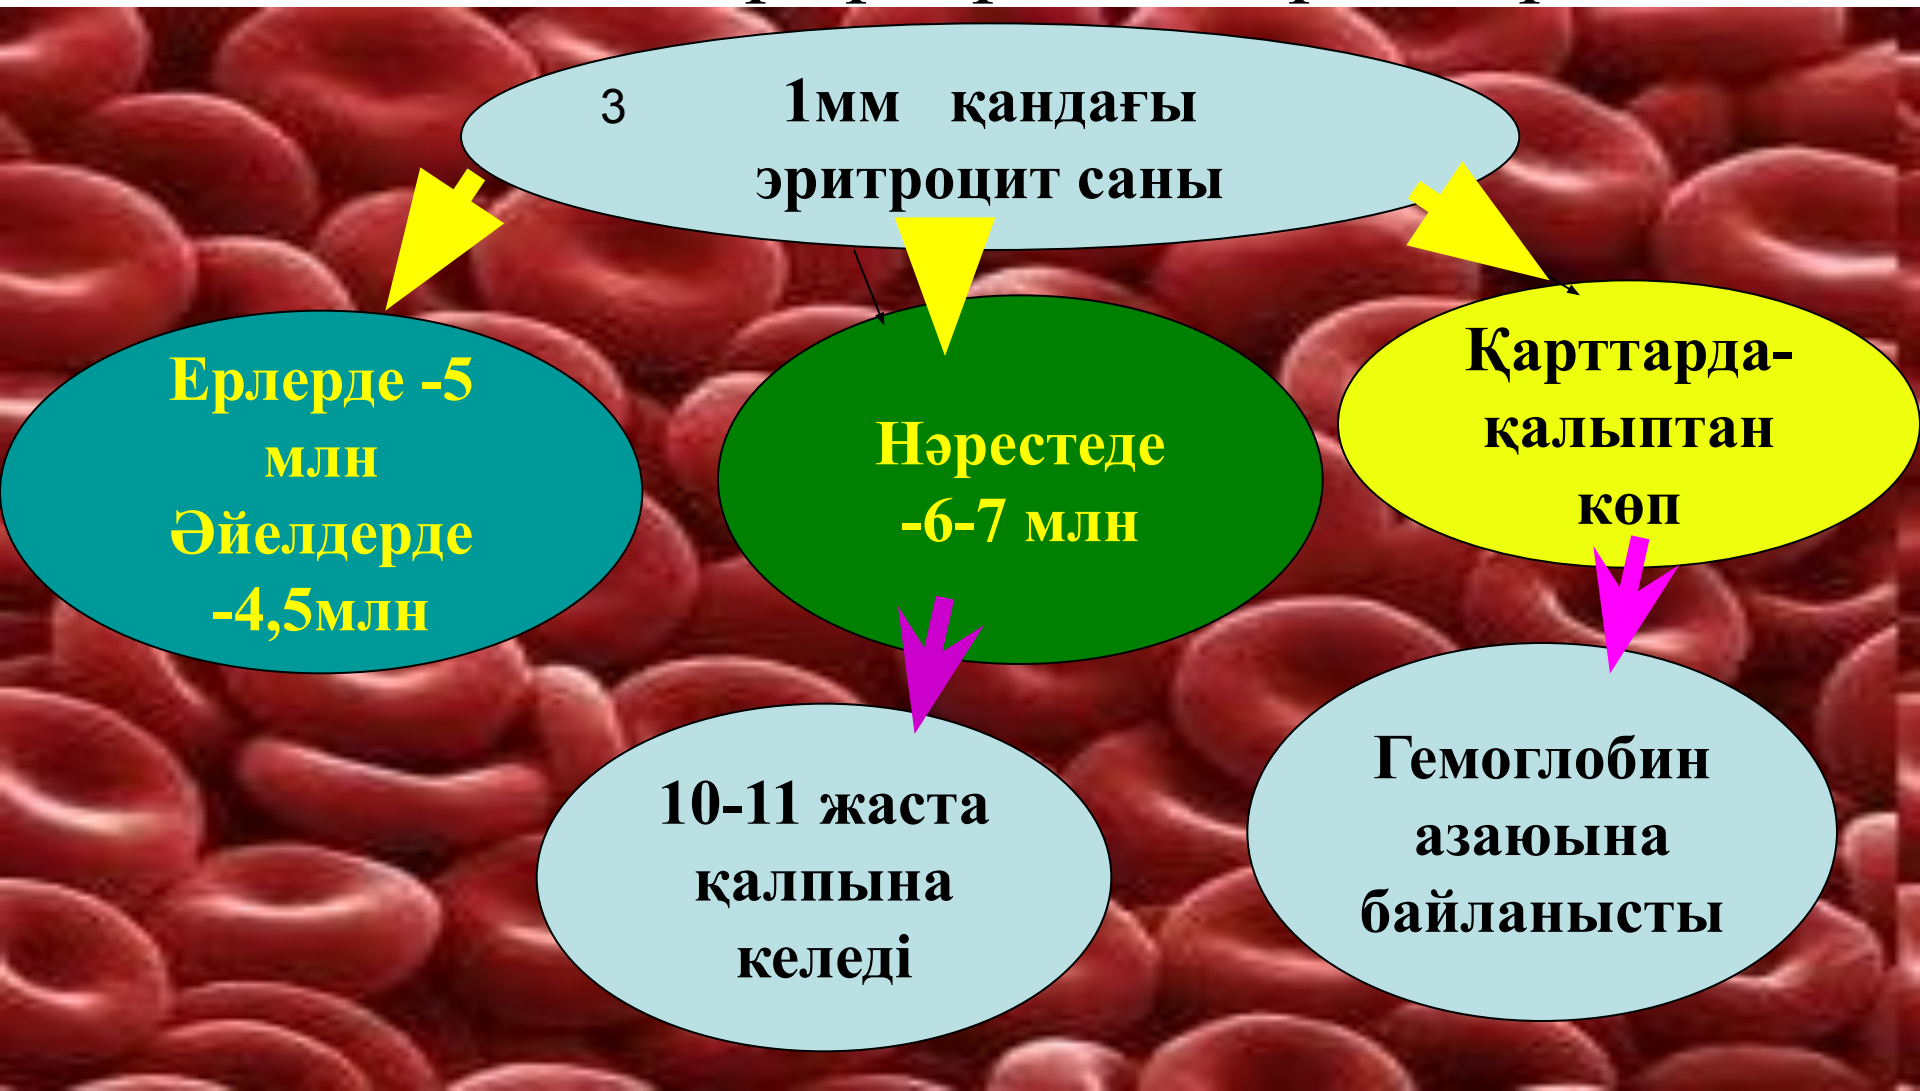 3 1мм қандағы
эритроцит саны
Ерлерде -5
млн
Әйелдерде
-4,5млн
Нәрестеде
-6-7 млн
Қарттарда-
қалыптан
көп
10-11 жаста
қалпына
келеді
Гемоглобин
азаюына
байланысты